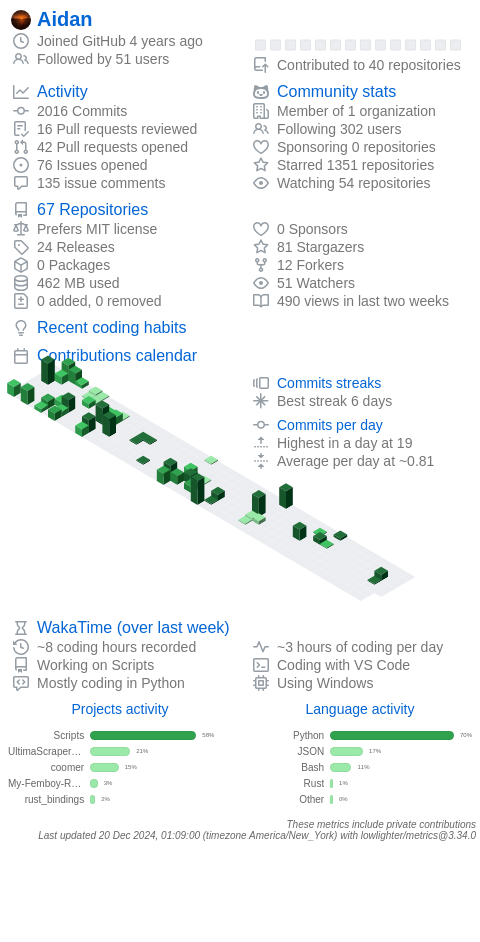 Aidan
Joined GitHub 4 years ago
Followed by 51 users
Contributed to 40 repositories
Activity
2016 Commits
16 Pull requests reviewed
42 Pull requests opened
76 Issues opened
135 issue comments
Community stats
Member of 1 organization
Following 302 users
Sponsoring 0 repositories
Starred 1351 repositories
Watching 54 repositories
67 Repositories
Prefers MIT license
24 Releases
0 Packages
462 MB used
0 added, 0 removed
0 Sponsors
81 Stargazers
12 Forkers
51 Watchers
490 views in last two weeks
Recent coding habits
Contributions calendar
Commits streaks
Best streak 6 days
Commits per day
Highest in a day at 19
Average per day at ~0.81
WakaTime (over last week)
~8 coding hours recorded
Working on Scripts
Mostly coding in Python
~3 hours of coding per day
Coding with VS Code
Using Windows
Projects activity
Scripts 58%
UltimaScraper… 21%
coomer 15%
My-Femboy-R… 3%
rust_bindings 2%
Language activity
Python 70%
JSON 17%
Bash 11%
Rust 1%
Other 0%
These metrics include private contributions
Last updated 20 Dec 2024, 01:09:00 (timezone America/New_York) with lowlighter/metrics@3.34.0